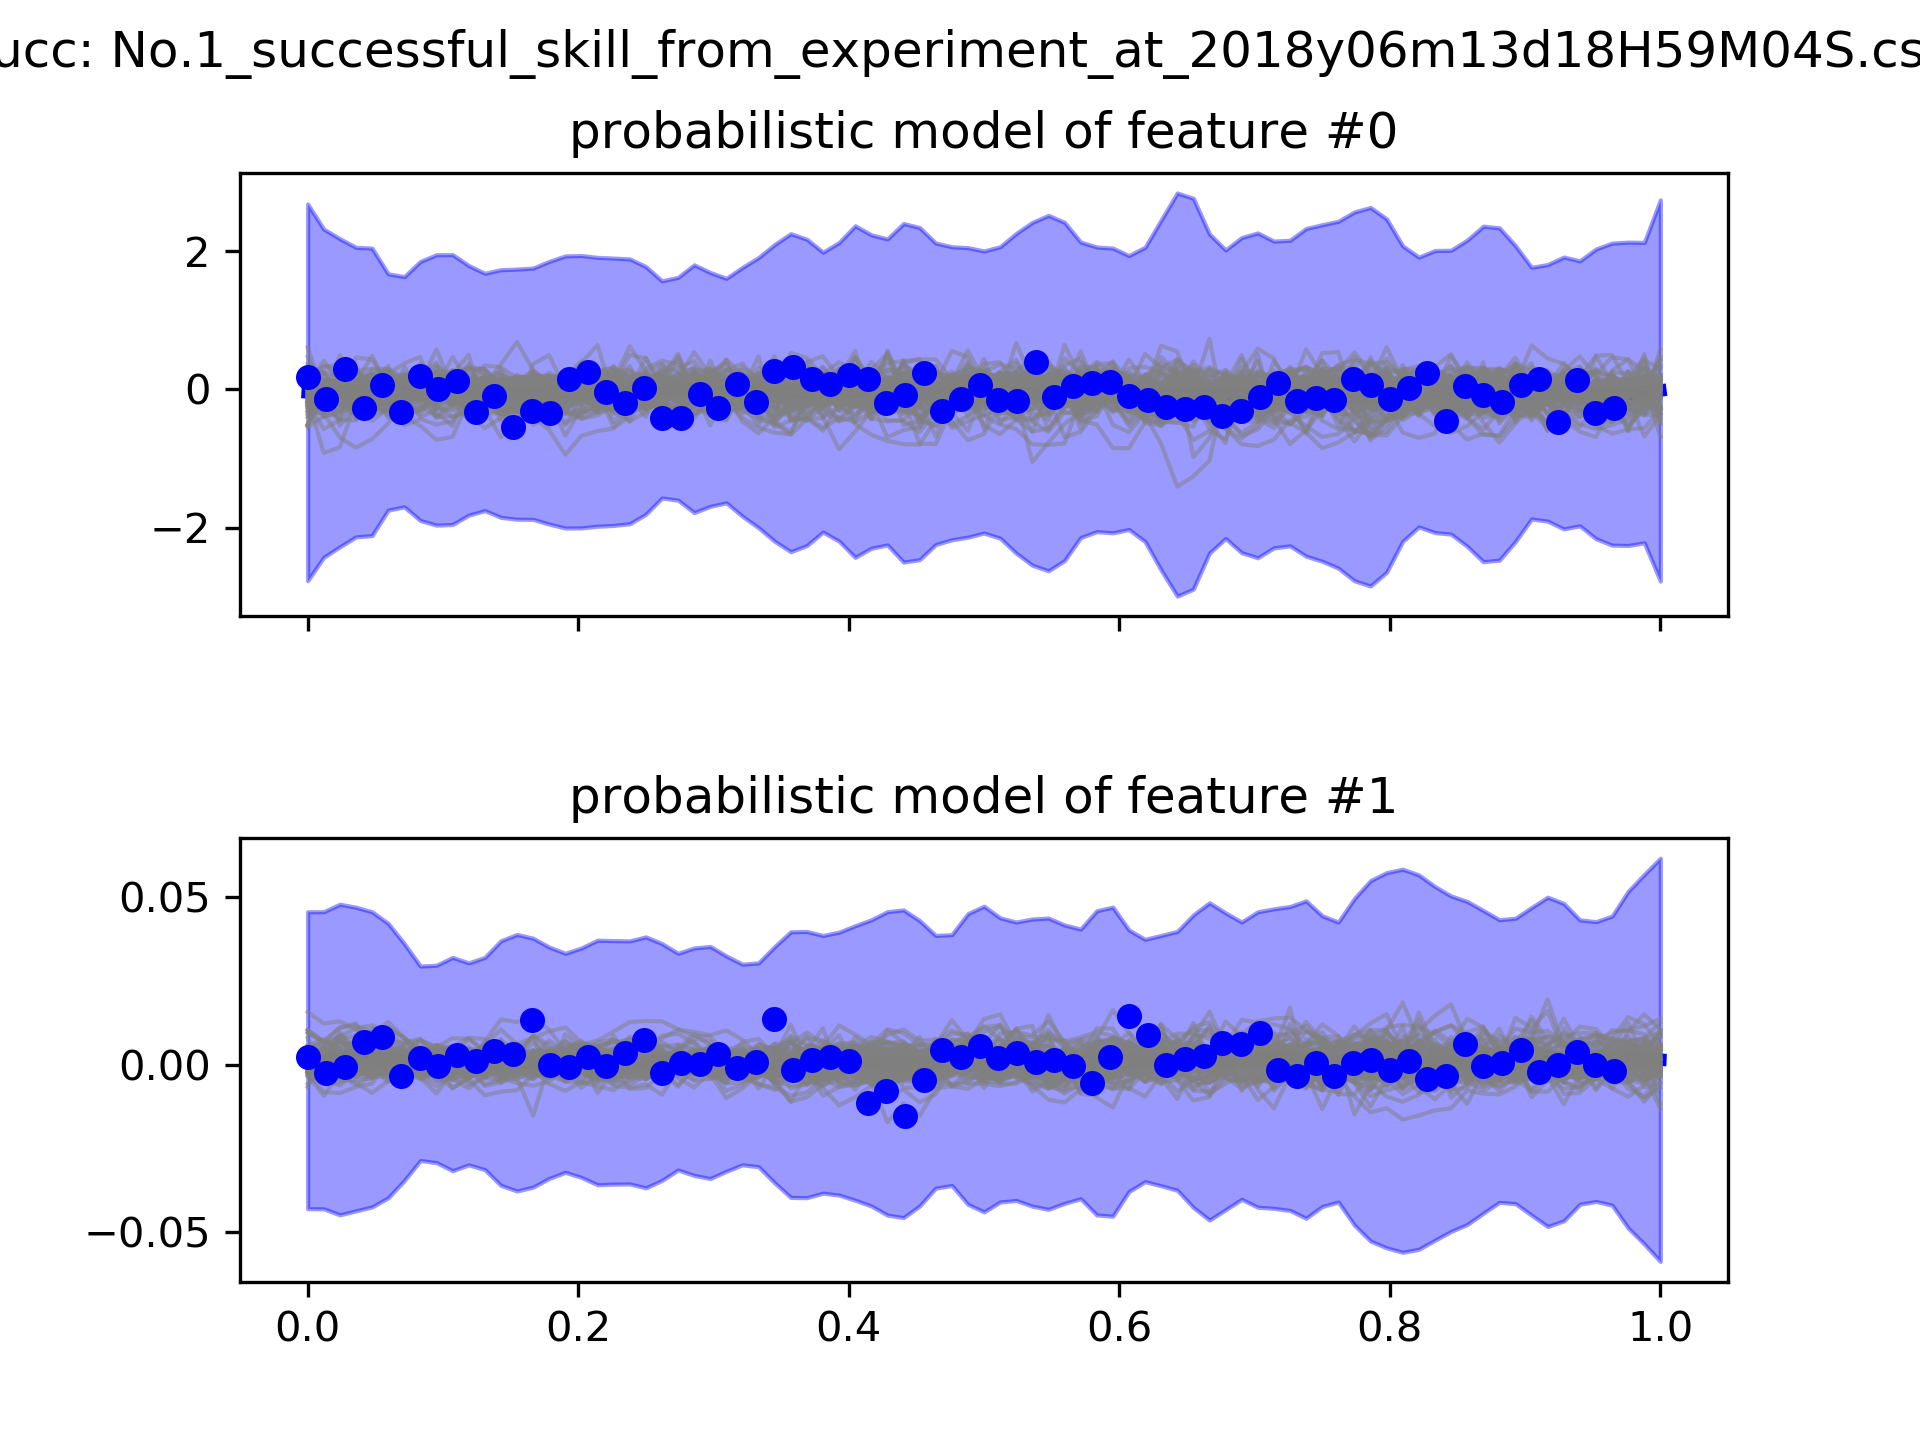 ucc: No.1_successful_skill_from_experiment_at_2018y06m13d18H59M04S.cs
probabilistic model of feature #0
2
0
−2
probabilistic model of feature #1
0.05
0.00
−0.05
0.0 0.2 0.4 0.6 0.8 1.0